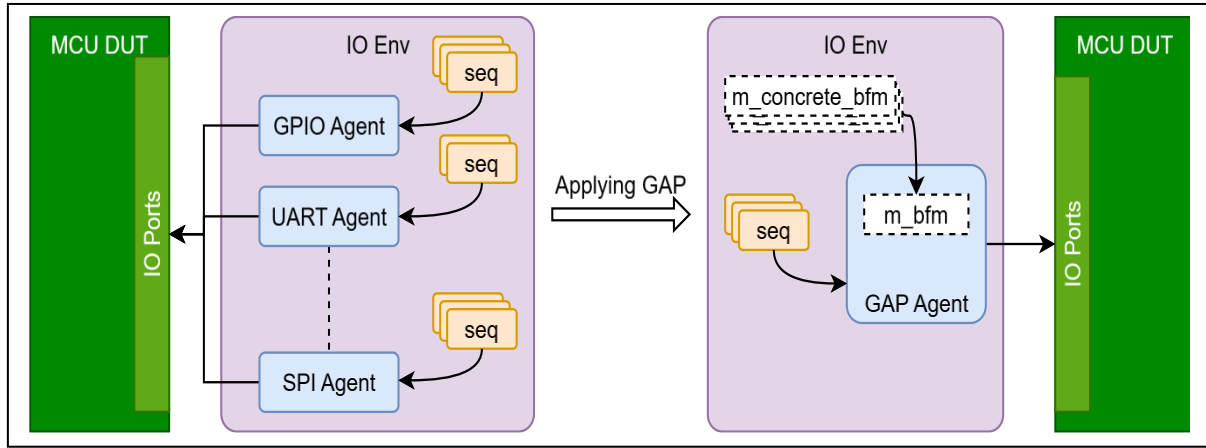 MCU DUT
IO Ports
IO Env
seq
GPIO Agent
seq
UART Agent
seq
SPI Agent
Applying GAP
IO Env
m_concrete_bfm
m_bfm
seq
GAP Agent
IO Ports
MCU DUT